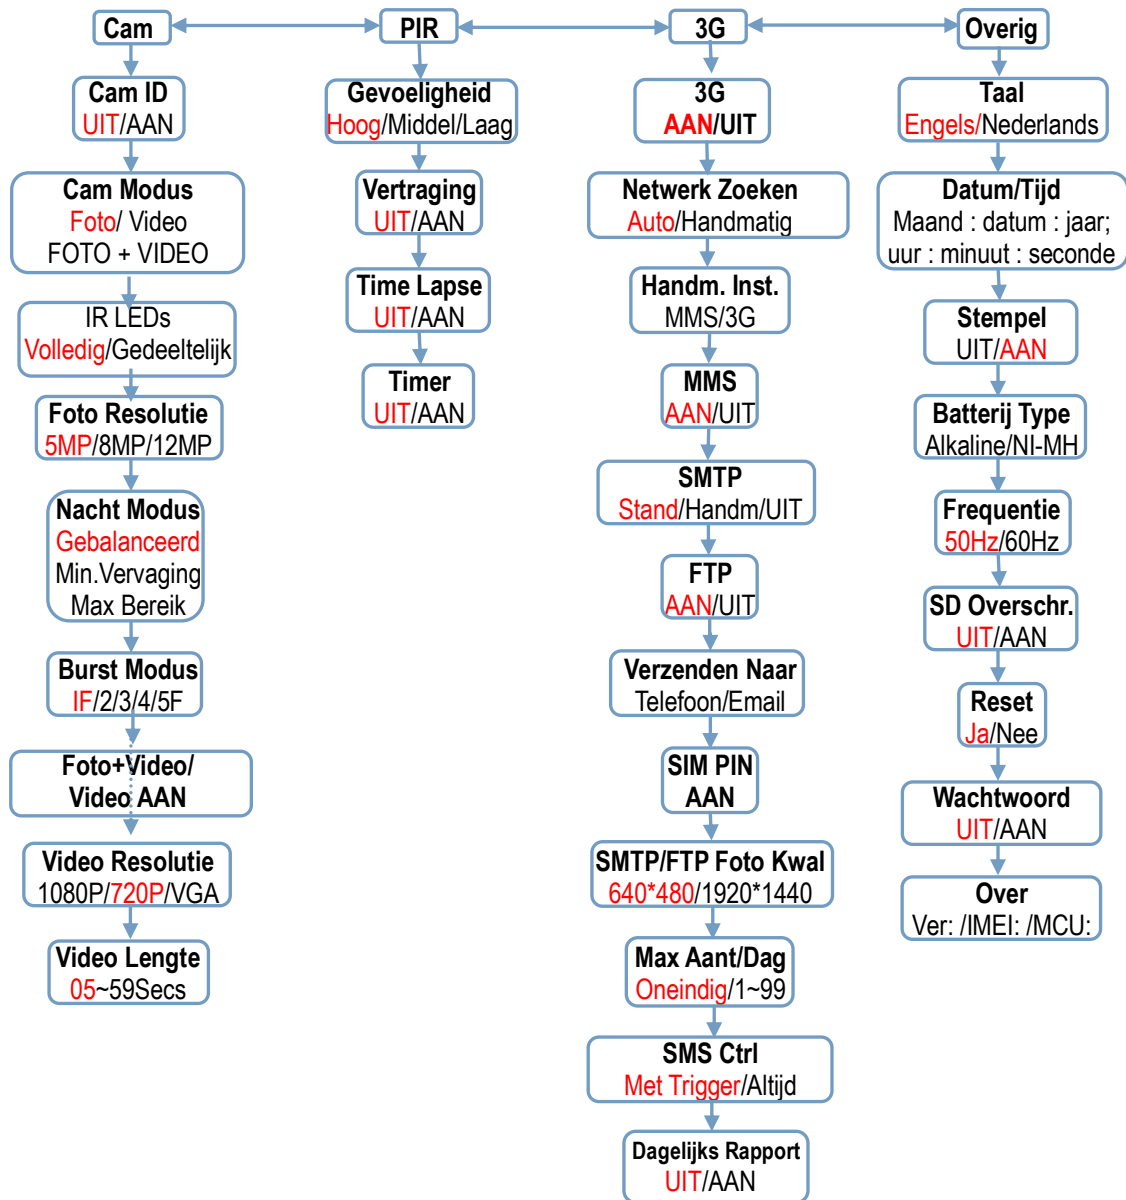 Cam
Cam ID
UIT/AAN
Cam Modus
Foto/ Video
FOTO + VIDEO
IR LEDs
Volledig/Gedeeltelijk
Foto Resolutie
5MP/8MP/12MP
Nacht Modus
Gebalanceerd
Min.Vervaging
Max Bereik
Burst Modus
IF/2/3/4/5F
Foto+Video/
Video AAN
Video Resolutie
1080P/720P/VGA
Video Lengte
05~59Secs
PIR
Gevoeligheid
Hoog/Middel/Laag
Vertraging
UIT/AAN
Time Lapse
UIT/AAN
Timer
UIT/AAN
3G
3G
AAN/UIT
Netwerk Zoeken
Auto/Handmatig
Handm. Inst.
MMS/3G
MMS
AAN/UIT
SMTP
Stand/Handm/UIT
FTP
AAN/UIT
Verzenden Naar
Telefoon/Email
SIM PIN
AAN
SMTP/FTP Foto Kwal
640*480/1920*1440
Max Aant/Dag
Oneindig/1~99
SMS Ctrl
Met Trigger/Altijd
Dagelijks Rapport
UIT/AAN
Overig
Taal
Engels/Nederlands
Datum/Tijd
Maand : datum : jaar;
uur : minuut : seconde
Stempel
UIT/AAN
Batterij Type
Alkaline/NI-MH
Frequentie
50Hz/60Hz
SD Overschr.
UIT/AAN
Reset
Ja/Nee
Wachtwoord
UIT/AAN
Over
Ver: /IMEI: /MCU: